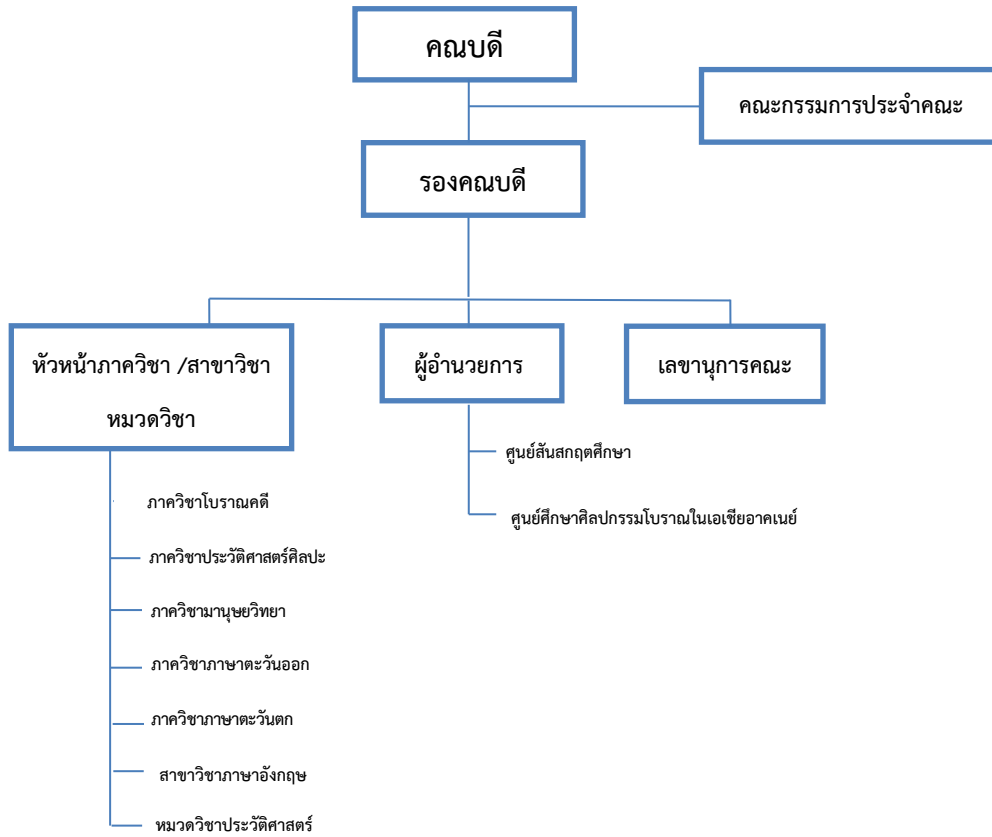 คณบดี
คณะกรรมการประจำคณะ
รองคณบดี
หัวหน้าภาควิชา /สาขาวิชา
หมวดวิชา
ผู้อำนวยการ
เลขานุการคณะ
ภาควิชาโบราณคดี
ภาควิชาประวัติศาสตร์ศิลปะ
ภาควิชามานุษยวิทยา
ภาควิชาภาษาตะวันออก
ภาควิชาภาษาตะวันตก
สาขาวิชาภาษาอังกฤษ
หมวดวิชาประวัติศาสตร์
ศูนย์สันสกฤตศึกษา
ศูนย์ศึกษาศิลปกรรมโบราณในเอเชียอาคเนย์